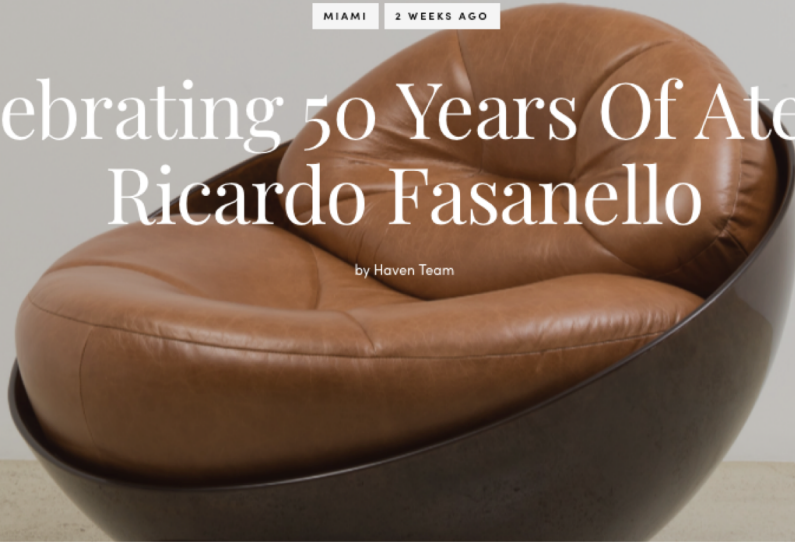 MIAMI 2 WEEKS AGO
ebrating 50 Years Of Ate
Ricardo Fasanello
by Haven Team